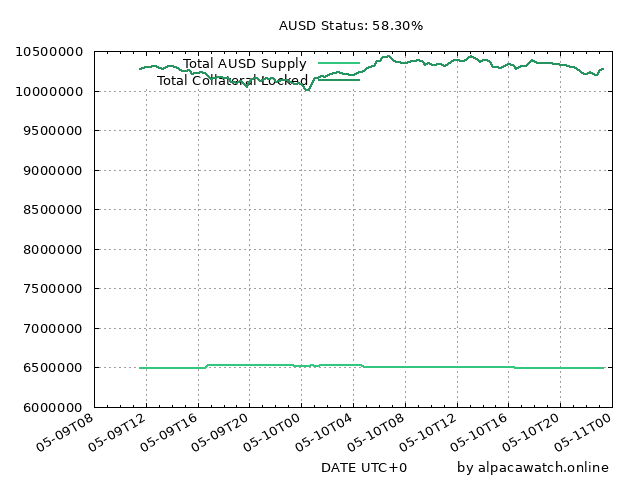 AUSD Status: 58.30%
10500000
10000000
9500000
9000000
8500000
8000000
7500000
7000000
6500000
6000000
Total AUSD Supply
Total Collateral Locked
05-09T08
05-09T12
05-09T16
05-09T20
05-10T00
05-10T04
05-10T08
05-10T12
05-10T16
05-10T20
05-11T00
DATE UTC+0
by alpacawatch.online